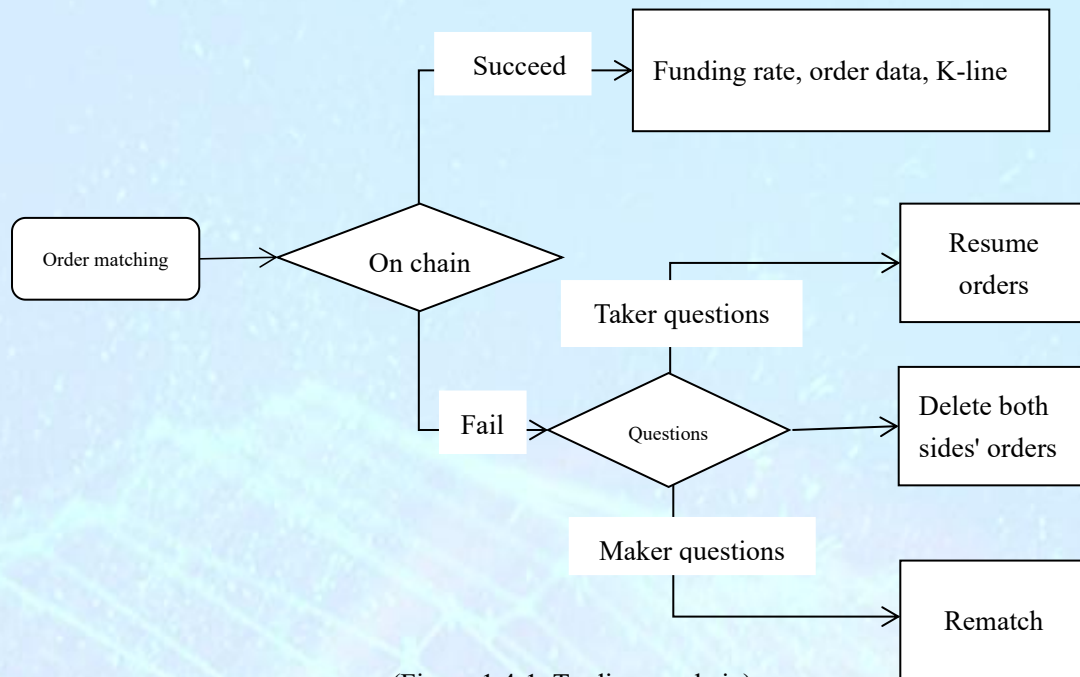 Succeed
Funding rate, order data, K-line
Order matching
On chain
Resume
orders
Taker questions
Fail
Questions
Delete both
sides' orders
Maker questions
Rematch